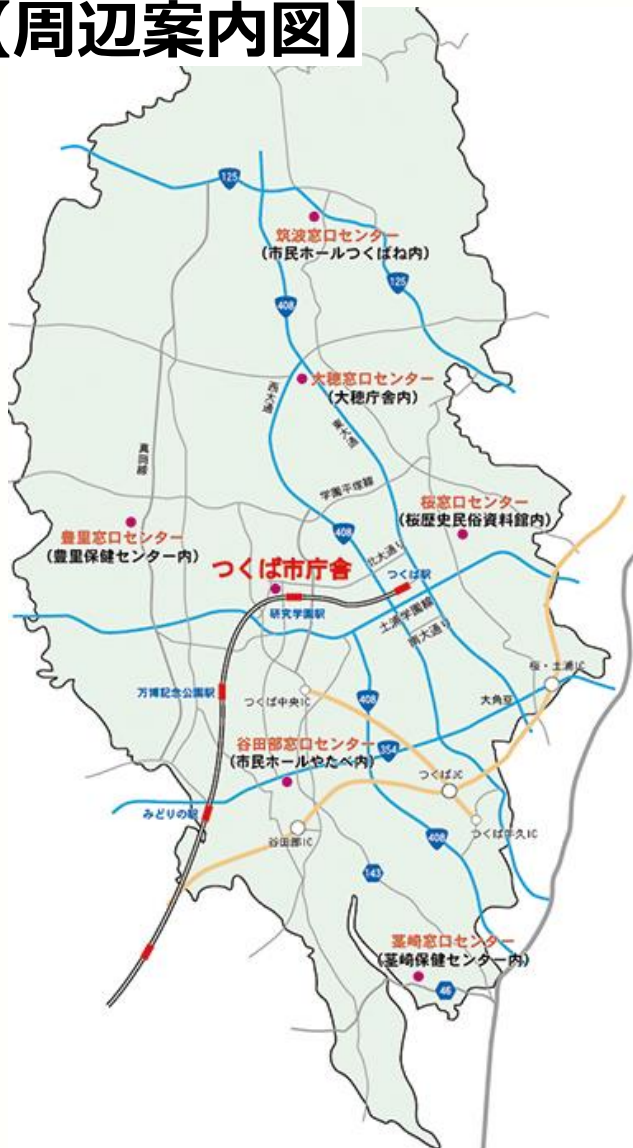 【周辺案内図】
125
筑波窓口センター
(市民ホールつくばね内)
125
408
大穂窓口センター
(大穂庁舎内)
西大通
東大通
真岡線
学園平塚線
桜窓口センター
(桜歴史民俗資料館内)
豊里窓口センター
(豊里保健センター内)
408
北大通り
つくば市庁舎
つくば駅
研究学園駅
土浦学園線
南大通り
桜・土浦IC
万博記念公園駅
つくば中央IC
408
大角豆
谷田部窓口センター
(市民ホールやたべ内)
354
つくばJC
みどりの駅
谷田部IC
408
つくば牛久IC
143
茎崎窓口センター
(茎崎保健センター内)
46